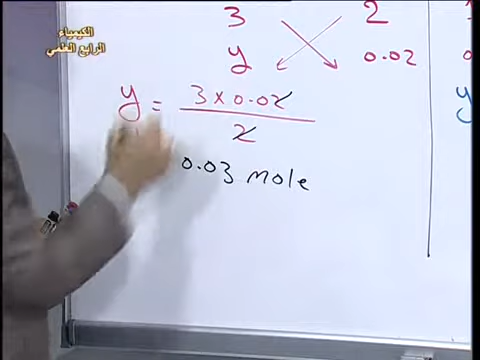 الكيمياء
الرابع العلمي
3 2
y 0.02
y = 3 × 0.02 / 2
0.03 mole
y